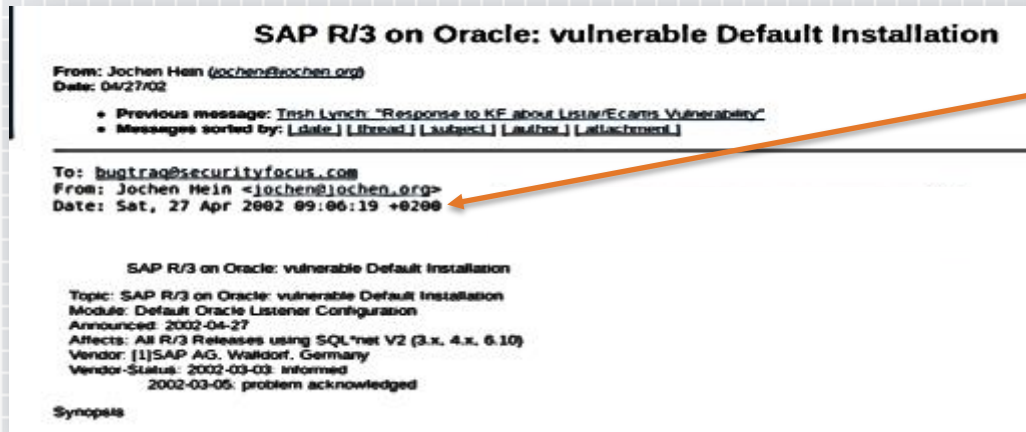 SAP R/3 on Oracle: vulnerable Default Installation
From: Jochen Hein (jochen@jochen.org)
Date: 04/27/02
• Previous message: Trish Lynch: "Response to KF about Listar/Ecartis Vulnerability"
• Messages sorted by: [ date ] [ thread ] [ subject ] [ author ] [ attachment ]
To: bugtraq@securityfocus.com
From: Jochen Hein <jochen@jochen.org>
Date: Sat, 27 Apr 2002 09:06:19 +0200
SAP R/3 on Oracle: vulnerable Default Installation
Topic: SAP R/3 on Oracle: vulnerable Default Installation
Module: Default Oracle Listener Configuration
Announced: 2002-04-27
Affects: All R/3 Releases using SQL*net V2 (3.x, 4.x, 6.10)
Vendor: [1]SAP AG, Walldorf, Germany
Vendor-Status: 2002-03-03: informed
2002-03-05: problem acknowledged
Synopsis